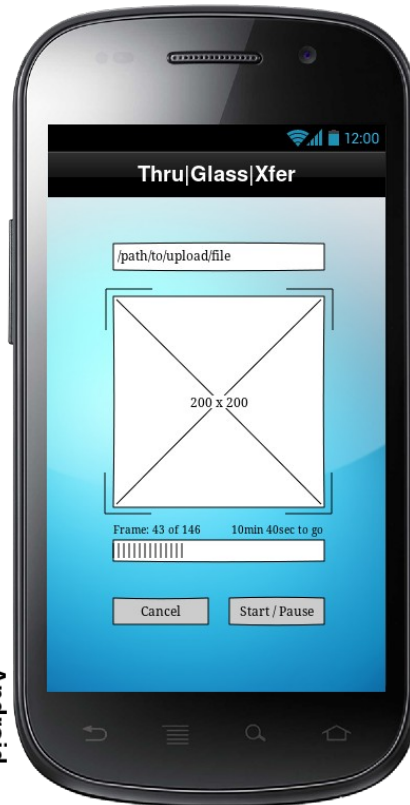 12:00
Thru|Glass|Xfer
/path/to/upload/file
200 x 200
Frame: 43 of 146 10min 40sec to go
Cancel Start / Pause